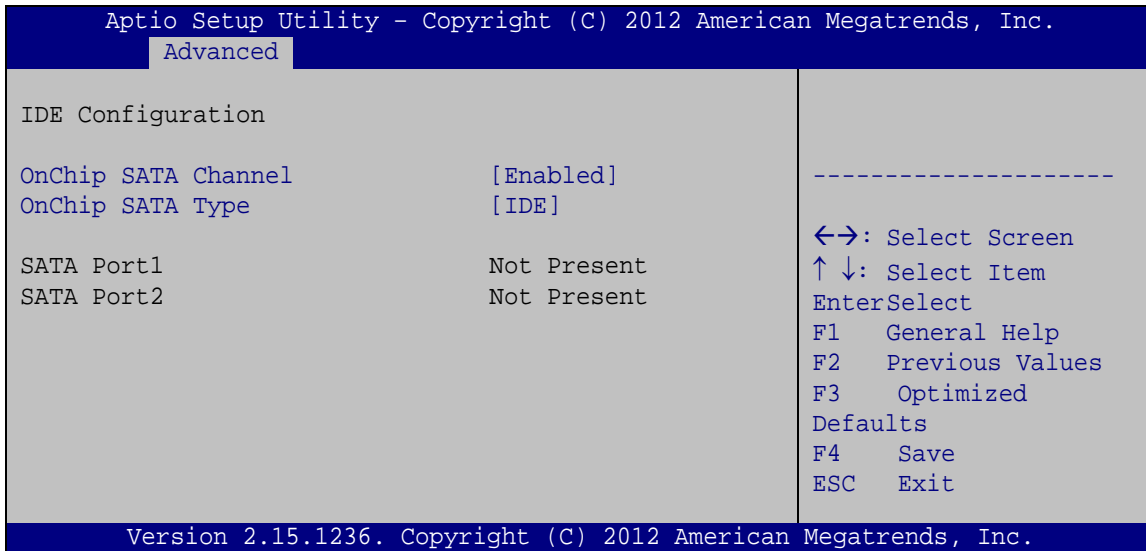 Aptio Setup Utility – Copyright (C) 2012 American Megatrends, Inc.
Advanced
IDE Configuration
OnChip SATA Channel [Enabled]
OnChip SATA Type [IDE]
SATA Port1 Not Present
SATA Port2 Not Present
---------------------
←→: Select Screen
↑ ↓: Select Item
EnterSelect
F1 General Help
F2 Previous Values
F3 Optimized
Defaults
F4 Save
ESC Exit
Version 2.15.1236. Copyright (C) 2012 American Megatrends, Inc.